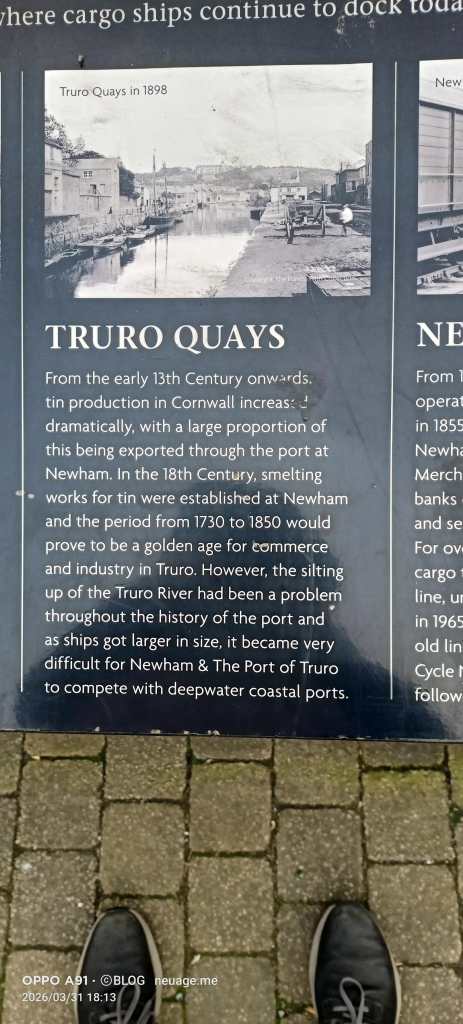 where cargo ships continue to dock toda
Truro Quays in 1898
TRURO QUAYS
From the early 13th Century onwards,
tin production in Cornwall increased
dramatically, with a large proportion of
this being exported through the port at
Newham. In the 18th Century, smelting
works for tin were established at Newham
and the period from 1730 to 1850 would
prove to be a golden age for commerce
and industry in Truro. However, the silting
up of the Truro River had been a problem
throughout the history of the port and
as ships got larger in size, it became very
difficult for Newham & The Port of Truro
to compete with deepwater coastal ports.
New
NE
From 1
operat
in 1855
Newha
Merch
banks
and se
For ov
cargo
line, u
in 1965
old lin
Cycle N
follow
OPPO A91 · ©BLOG neuage.me
2026/03/31 18:13